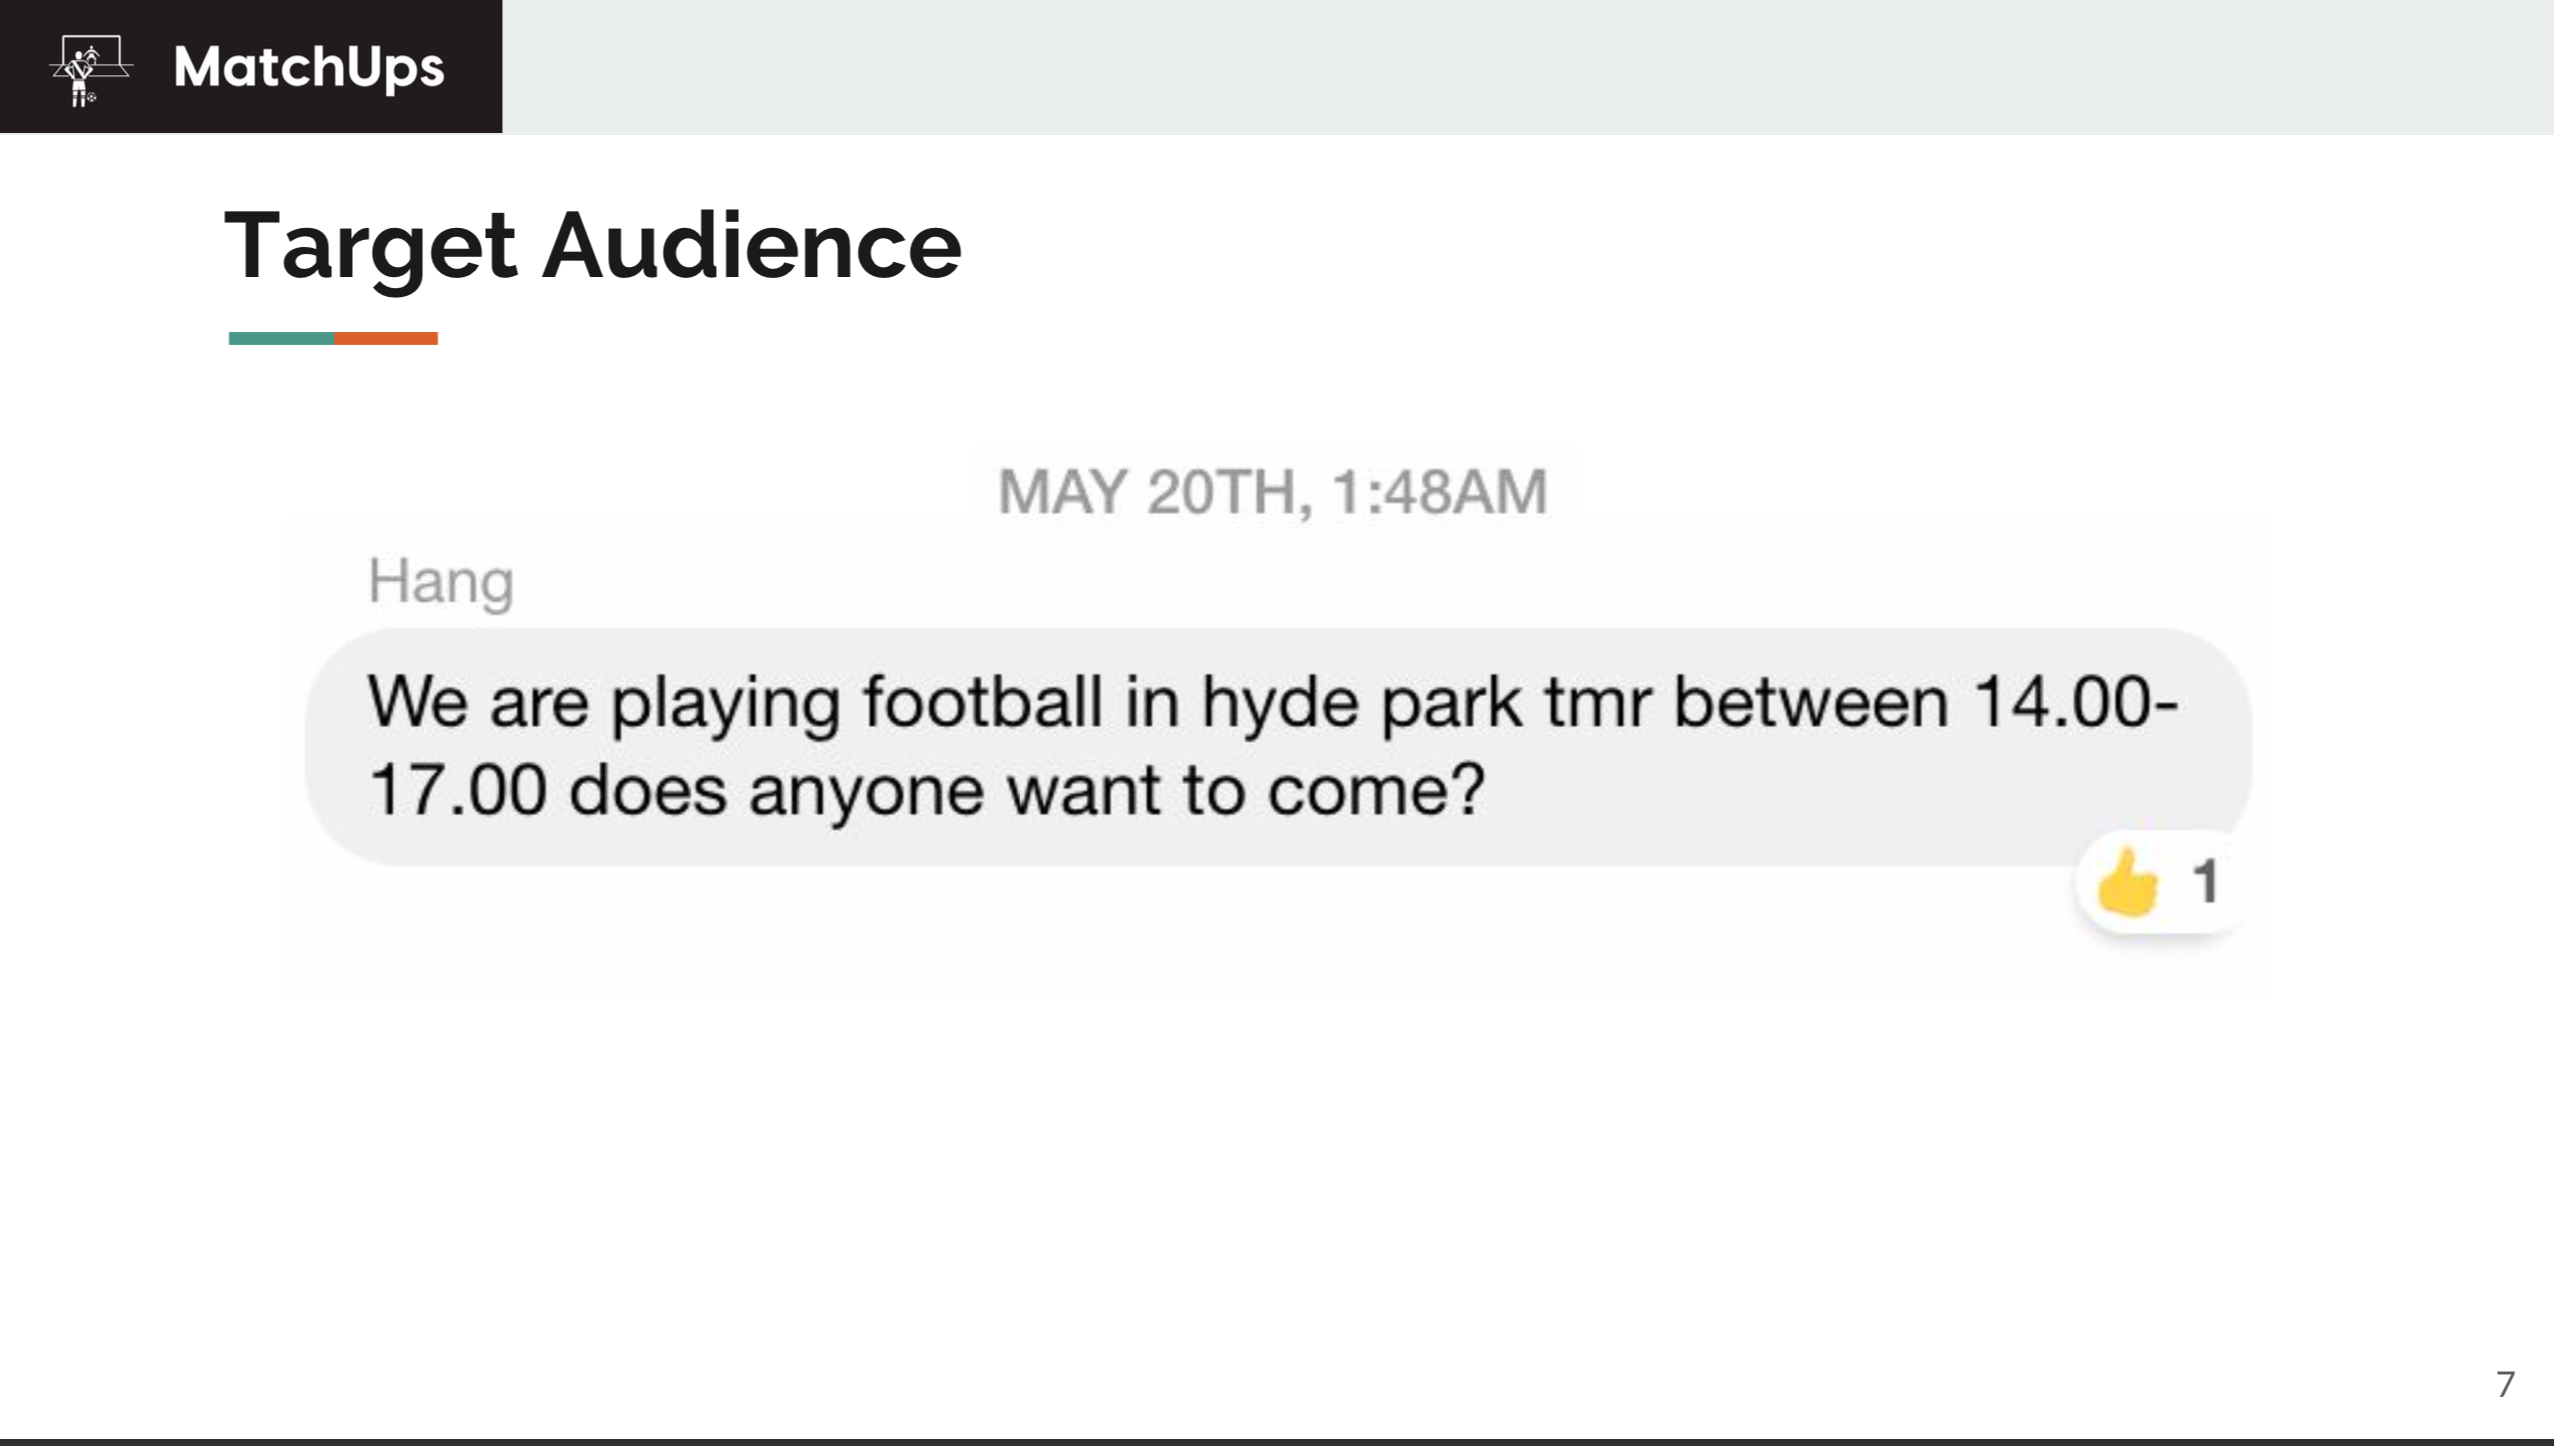 MatchUps
Target Audience
MAY 20TH, 1:48AM
Hang
We are playing football in hyde park tmr between 14.00-
17.00 does anyone want to come?
👍 1
7